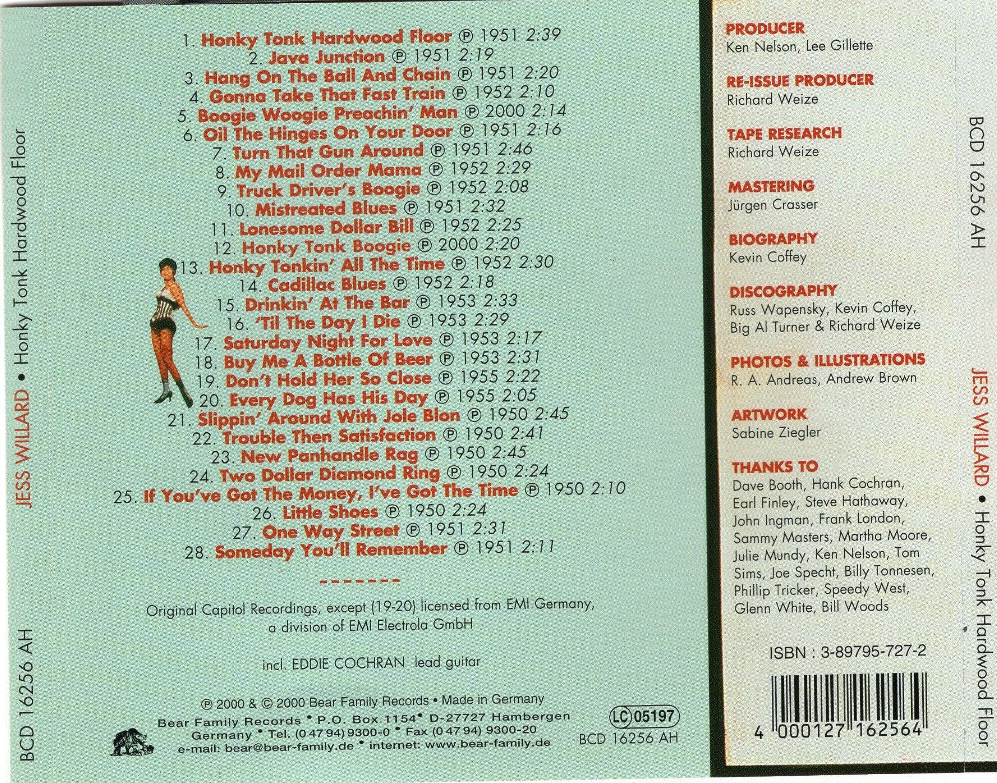 1. Honky Tonk Hardwood Floor ℗ 1951 2:39
2. Java Junction ℗ 1951 2:19
3. Hang On The Ball And Chain ℗ 1951 2:20
4. Gonna Take That Fast Train ℗ 1952 2:10
5. Boogie Woogie Preachin' Man ℗ 2000 2:14
6. Oil The Hinges On Your Door ℗ 1951 2:16
7. Turn That Gun Around ℗ 1951 2:46
8. My Mail Order Mama ℗ 1952 2:29
9. Truck Driver's Boogie ℗ 1952 2:08
10. Mistreated Blues ℗ 1951 2:32
11. Lonesome Dollar Bill ℗ 1952 2:25
12. Honky Tonk Boogie ℗ 2000 2:20
13. Honky Tonkin' All The Time ℗ 1952 2:30
14. Cadillac Blues ℗ 1952 2:18
15. Drinkin' At The Bar ℗ 1953 2:33
16. 'Til The Day I Die ℗ 1953 2:29
17. Saturday Night For Love ℗ 1953 2:17
18. Buy Me A Bottle Of Beer ℗ 1953 2:31
19. Don't Hold Her So Close ℗ 1955 2:22
20. Every Dog Has His Day ℗ 1955 2:05
21. Slippin' Around With Jole Blon ℗ 1950 2:45
22. Trouble Then Satisfaction ℗ 1950 2:41
23. New Panhandle Rag ℗ 1950 2:45
24. Two Dollar Diamond Ring ℗ 1950 2:24
25. If You've Got The Money, I've Got The Time ℗ 1950 2:10
26. Little Shoes ℗ 1950 2:24
27. One Way Street ℗ 1951 2:31
28. Someday You'll Remember ℗ 1951 2:11
Original Capitol Recordings, except (19-20) licensed from EMI Germany,
a division of EMI Electrola GmbH
incl. EDDIE COCHRAN lead guitar
℗ 2000 & © 2000 Bear Family Records • Made in Germany
Bear Family Records • P.O. Box 1154 • D-27727 Hambergen
Germany • Tel. (0 47 94) 9300-0 • Fax (0 47 94) 9300-20
e-mail: bear@bear-family.de • internet: www.bear-family.de
LC 05197
BCD 16256 AH
PRODUCER
Ken Nelson, Lee Gillette
RE-ISSUE PRODUCER
Richard Weize
TAPE RESEARCH
Richard Weize
MASTERING
Jürgen Crasser
BIOGRAPHY
Kevin Coffey
DISCOGRAPHY
Russ Wapensky, Kevin Coffey,
Big Al Turner & Richard Weize
PHOTOS & ILLUSTRATIONS
R. A. Andreas, Andrew Brown
ARTWORK
Sabine Ziegler
THANKS TO
Dave Booth, Hank Cochran,
Earl Finley, Steve Hathaway,
John Ingman, Frank London,
Sammy Masters, Martha Moore,
Julie Mundy, Ken Nelson, Tom
Sims, Joe Specht, Billy Tonnesen,
Phillip Tricker, Speedy West,
Glenn White, Bill Woods
ISBN : 3-89795-727-2
4 000127 162564
BCD 16256 AH JESS WILLARD • Honky Tonk Hardwood Floor
BCD 16256 AH JESS WILLARD • Honky Tonk Hardwood Floor